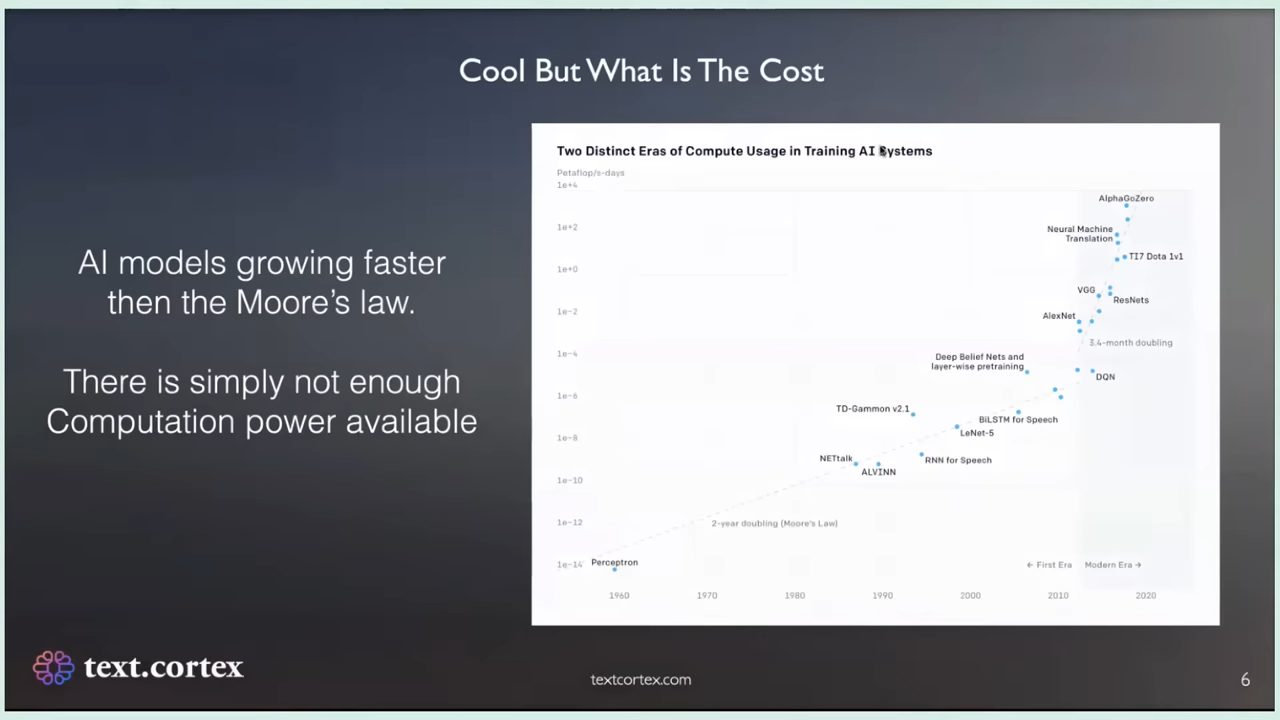 Cool But What Is The Cost
AI models growing faster
then the Moore's law.
There is simply not enough
Computation power available
Two Distinct Eras of Compute Usage in Training AI Systems
Petaflop/s-days
1e+4
1e+2
1e+0
1e-2
1e-4
1e-6
1e-8
1e-10
1e-12
1e-14
AlphaGoZero
Neural Machine
Translation
TI7 Dota 1v1
VGG
ResNets
AlexNet
3.4-month doubling
Deep Belief Nets and
layer-wise pretraining
DQN
TD-Gammon v2.1
BiLSTM for Speech
LeNet-5
NETtalk
RNN for Speech
ALVINN
2-year doubling (Moore's Law)
Perceptron
← First Era
Modern Era →
1960
1970
1980
1990
2000
2010
2020
text.cortex
textcortex.com
6